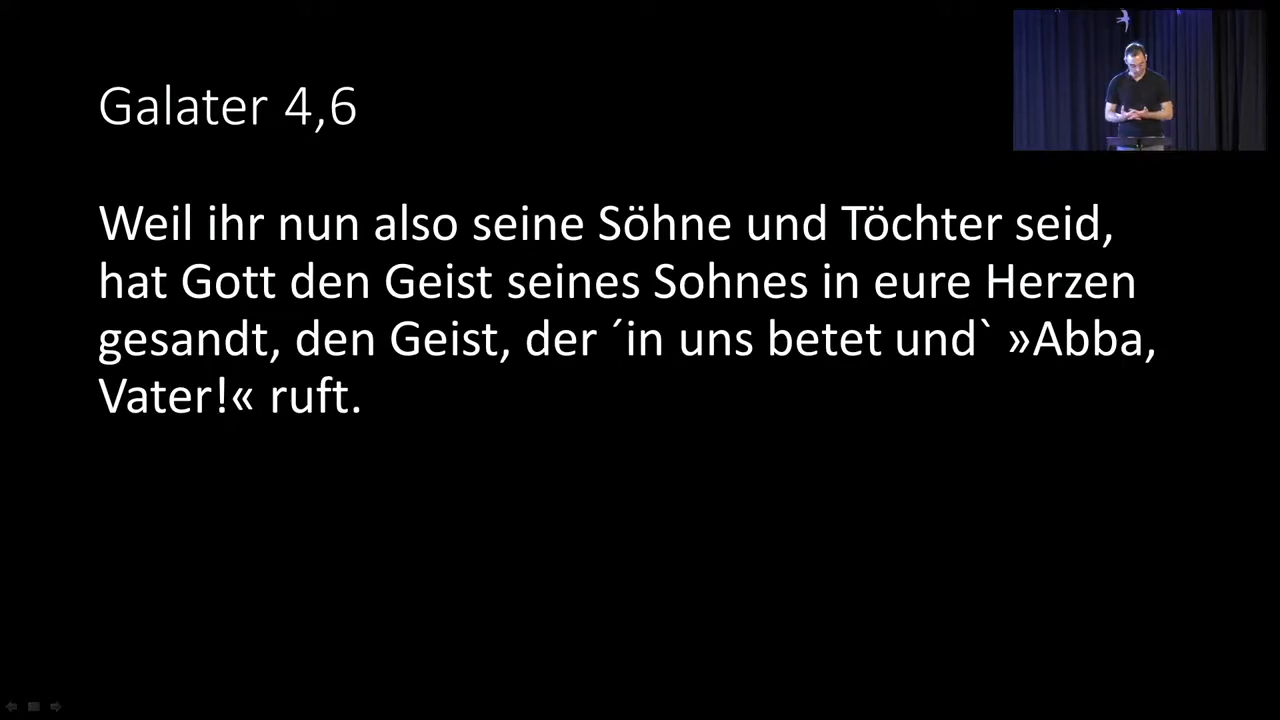 Galater 4,6
Weil ihr nun also seine Söhne und Töchter seid,
hat Gott den Geist seines Sohnes in eure Herzen
gesandt, den Geist, der ´in uns betet und` »Abba,
Vater!« ruft.